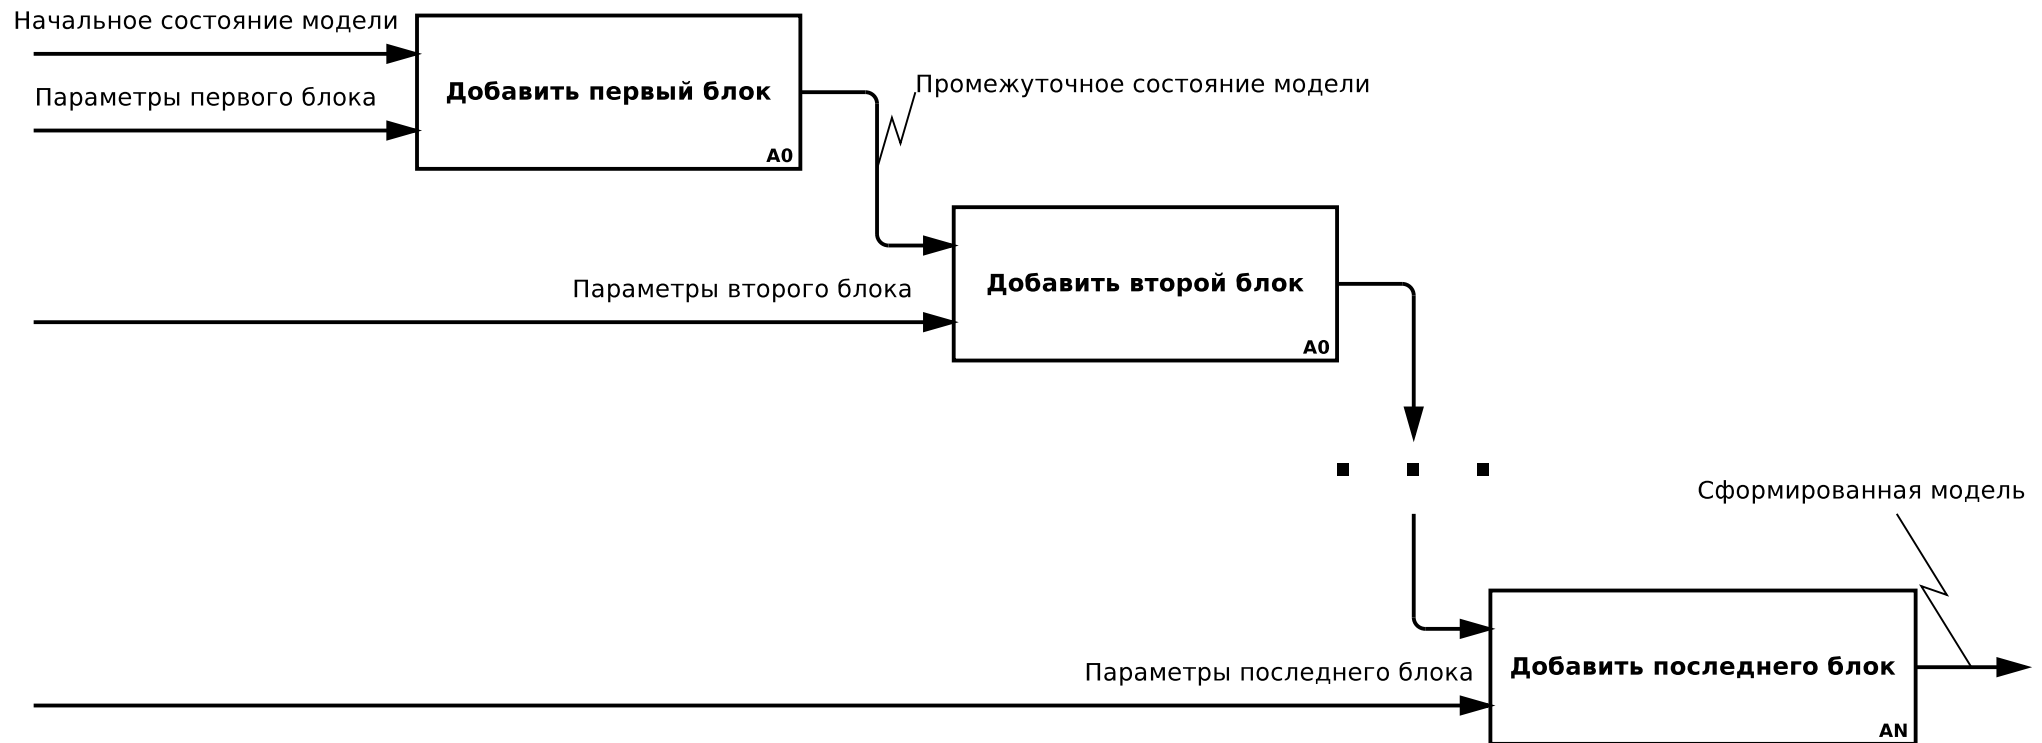 Начальное состояние модели
Параметры первого блока
Добавить первый блок
A0
Промежуточное состояние модели
Параметры второго блока
Добавить второй блок
A0
Сформированная модель
Параметры последнего блока
Добавить последнего блок
AN